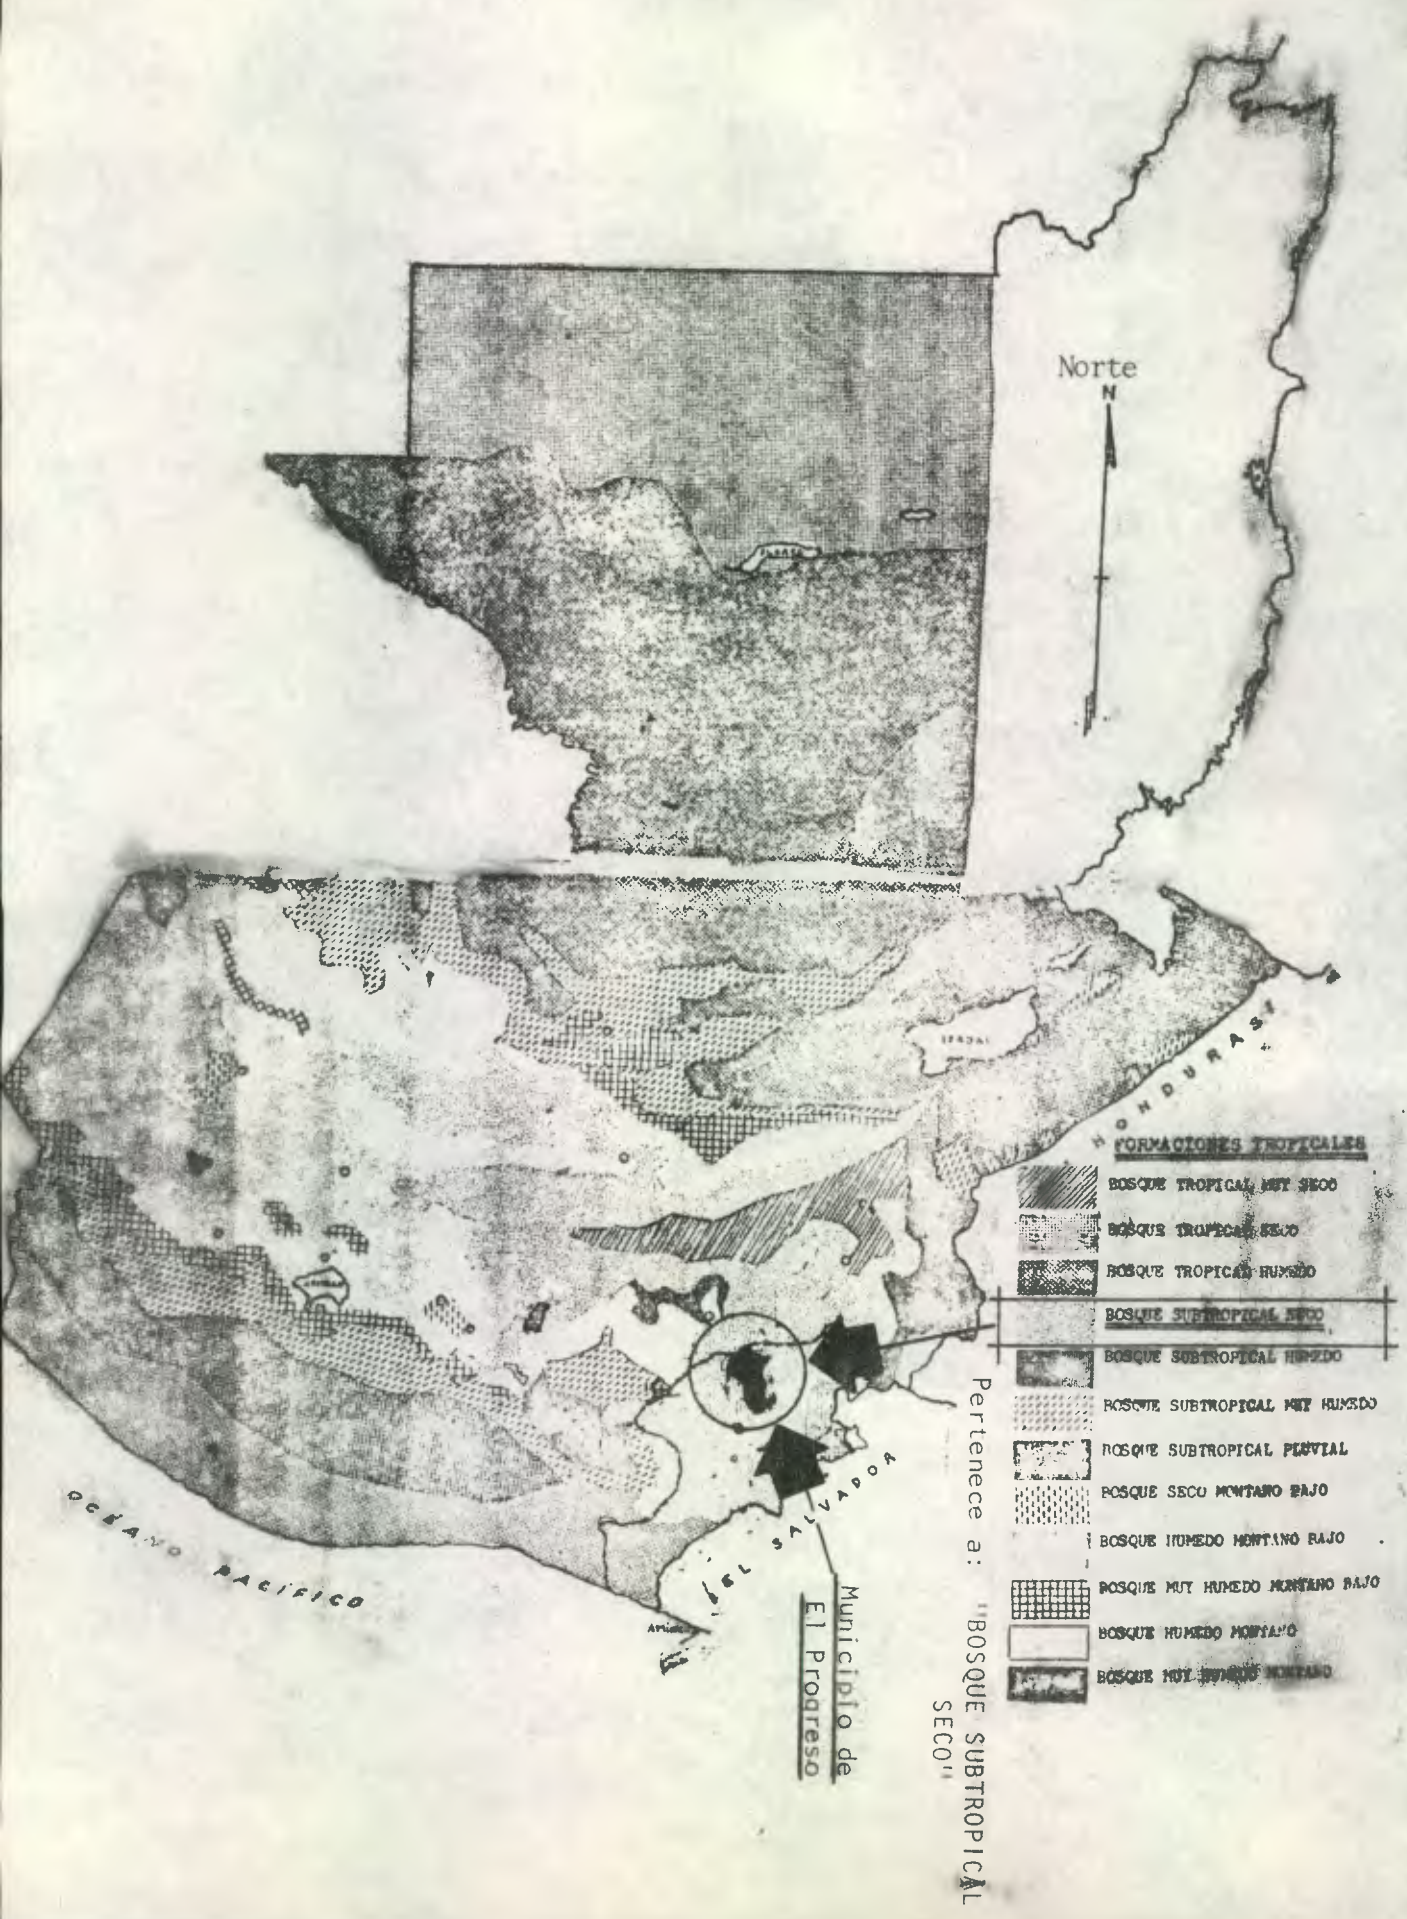 Norte
N
HONDURAS
FORMACIONES TROPICALES
BOSQUE TROPICAL MUY SECO
BOSQUE TROPICAL SECO
BOSQUE TROPICAL HUMEDO
BOSQUE SUBTROPICAL SECO
BOSQUE SUBTROPICAL HUMEDO
BOSQUE SUBTROPICAL MUY HUMEDO
BOSQUE SUBTROPICAL PLUVIAL
BOSQUE SECO MONTANO BAJO
BOSQUE HUMEDO MONTANO BAJO
BOSQUE MUY HUMEDO MONTANO BAJO
BOSQUE HUMEDO MONTANO
BOSQUE MUY HUMEDO MONTANO
OCEANO PACIFICO
EL SALVADOR
Municipio de
El Progreso
Pertenece a: "BOSQUE SUBTROPICAL
SECO"